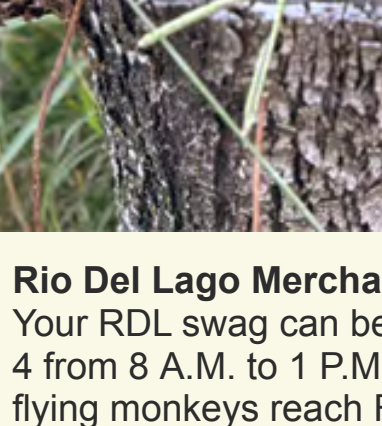 Rio Del Lago Mercha
Your RDL swag can be
4 from 8 A.M. to 1 P.M
flying monkeys reach